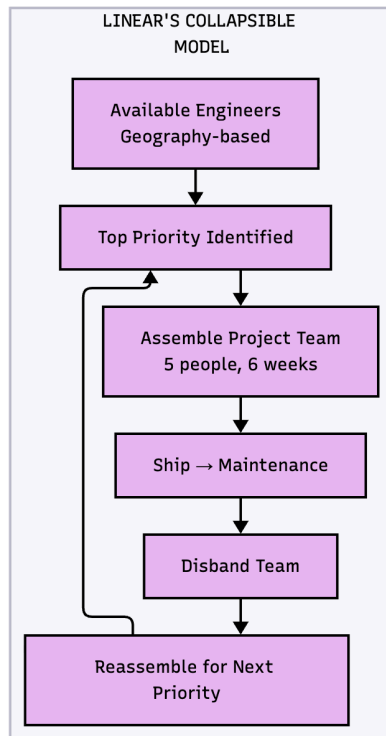 LINEAR'S COLLAPSIBLE
MODEL
Available Engineers
Geography-based
Top Priority Identified
Assemble Project Team
5 people, 6 weeks
Ship → Maintenance
Disband Team
Reassemble for Next
Priority